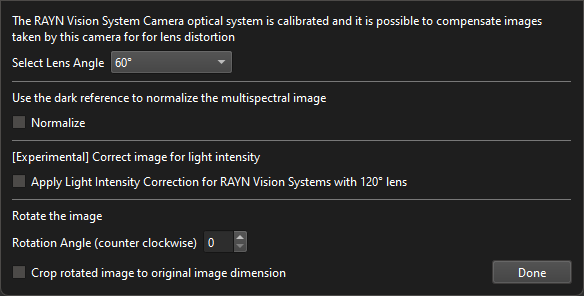 The RAYN Vision System Camera optical system is calibrated and it is possible to compensate images
taken by this camera for for lens distortion
Select Lens Angle 60°
Use the dark reference to normalize the multispectral image
Normalize
[Experimental] Correct image for light intensity
Apply Light Intensity Correction for RAYN Vision Systems with 120° lens
Rotate the image
Rotation Angle (counter clockwise) 0
Crop rotated image to original image dimension Done